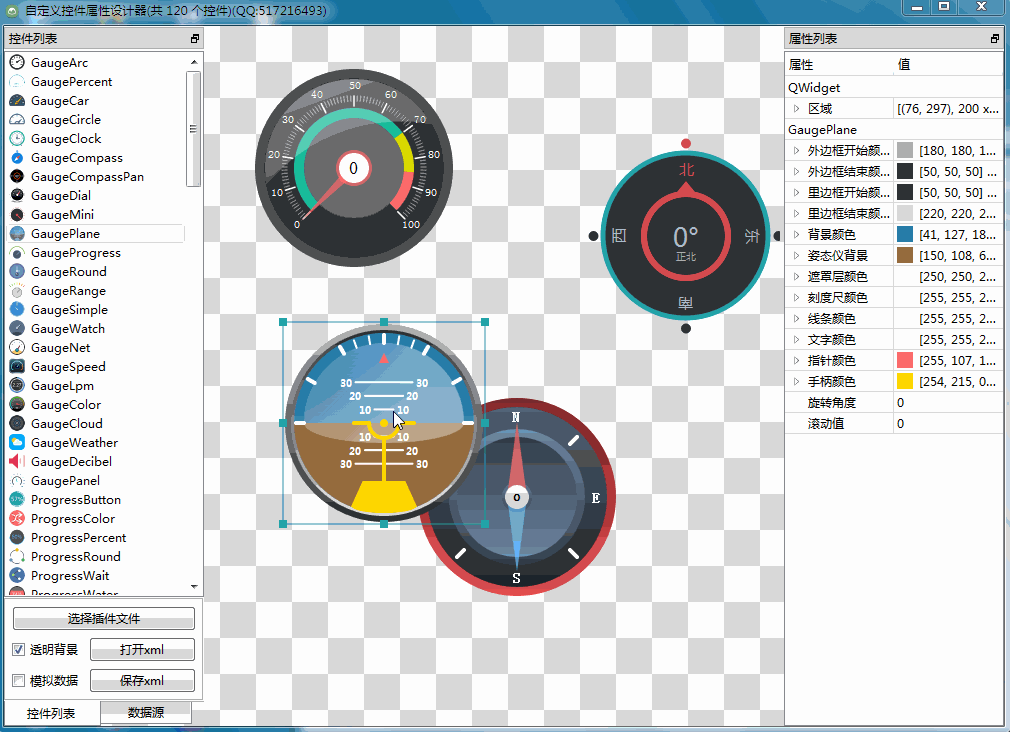 自定义控件属性设计器(共 120 个控件)(QQ:517216493)
控件列表
GaugeArc
GaugePercent
GaugeCar
GaugeCircle
GaugeClock
GaugeCompass
GaugeCompassPan
GaugeDial
GaugeMini
GaugePlane
GaugeProgress
GaugeRound
GaugeRange
GaugeSimple
GaugeWatch
GaugeNet
GaugeSpeed
GaugeLpm
GaugeColor
GaugeCloud
GaugeWeather
GaugeDecibel
GaugePanel
ProgressButton
ProgressColor
ProgressPercent
ProgressRound
ProgressWait
ProgressWater
选择插件文件
透明背景
打开xml
模拟数据
保存xml
控件列表
数据源
0
10
20
30
40
50
60
70
80
90
100
0
北
西
东
南
0°
正北
30 30
20 20
10 10
10 10
20 20
30 30
N
E
S
0
属性列表
属性 值
QWidget
区域 [(76, 297), 200 x...
GaugePlane
外边框开始颜... [180, 180, 1...
外边框结束颜... [50, 50, 50] ...
里边框开始颜... [50, 50, 50] ...
里边框结束颜... [220, 220, 2...
背景颜色 [41, 127, 18...
姿态仪背景 [150, 108, 6...
遮罩层颜色 [250, 250, 2...
刻度尺颜色 [255, 255, 2...
线条颜色 [255, 255, 2...
文字颜色 [255, 255, 2...
指针颜色 [255, 107, 1...
手柄颜色 [254, 215, 0...
旋转角度 0
滚动值 0